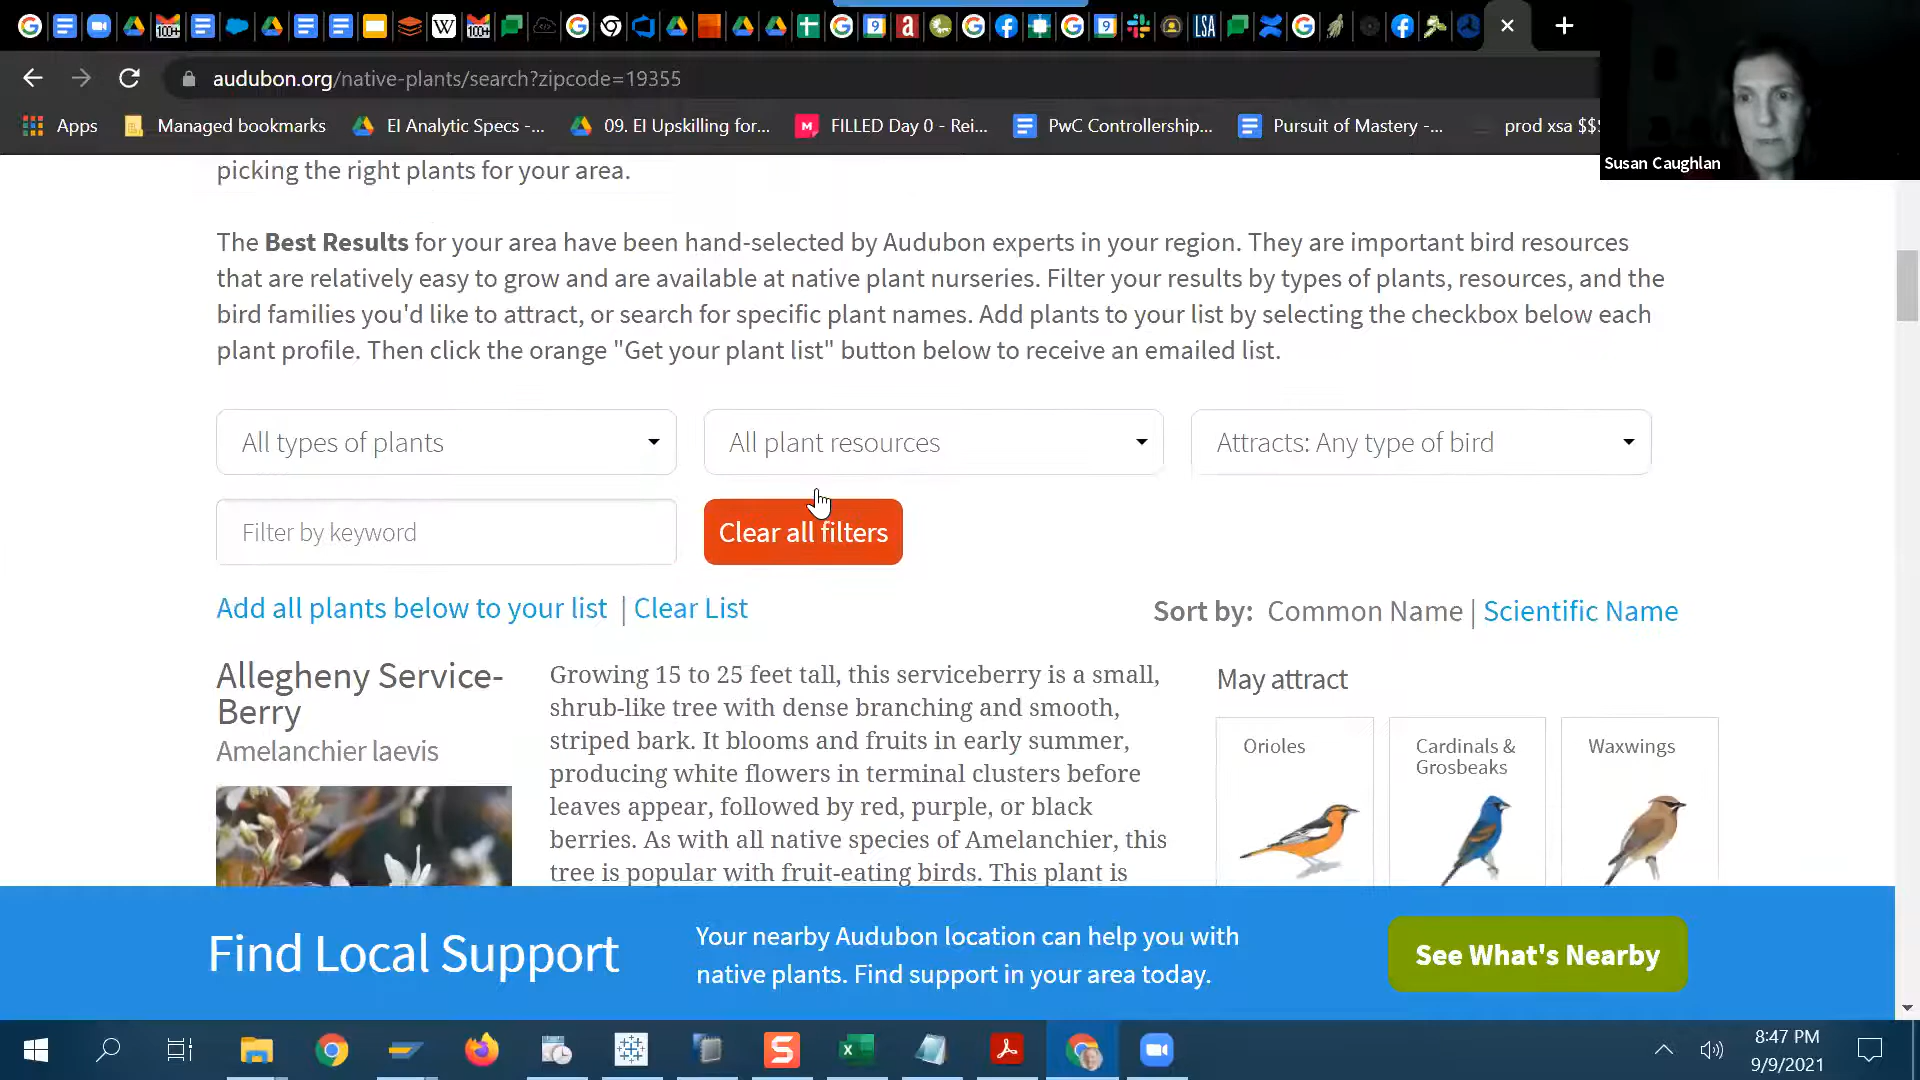 audubon.org/native-plants/search?zipcode=19355
Apps
Managed bookmarks
EI Analytic Specs -...
09. EI Upskilling for...
FILLED Day 0 - Rei...
PwC Controllership...
Pursuit of Mastery -...
prod xsa $$
Susan Caughlan
picking the right plants for your area.
The Best Results for your area have been hand-selected by Audubon experts in your region. They are important bird resources
that are relatively easy to grow and are available at native plant nurseries. Filter your results by types of plants, resources, and the
bird families you'd like to attract, or search for specific plant names. Add plants to your list by selecting the checkbox below each
plant profile. Then click the orange "Get your plant list" button below to receive an emailed list.
All types of plants
All plant resources
Attracts: Any type of bird
Filter by keyword
Clear all filters
Add all plants below to your list | Clear List
Sort by: Common Name | Scientific Name
Allegheny Service-
Berry
Amelanchier laevis
Growing 15 to 25 feet tall, this serviceberry is a small,
shrub-like tree with dense branching and smooth,
striped bark. It blooms and fruits in early summer,
producing white flowers in terminal clusters before
leaves appear, followed by red, purple, or black
berries. As with all native species of Amelanchier, this
tree is popular with fruit-eating birds. This plant is
May attract
Orioles
Cardinals &
Grosbeaks
Waxwings
Find Local Support
Your nearby Audubon location can help you with
native plants. Find support in your area today.
See What's Nearby
8:47 PM
9/9/2021